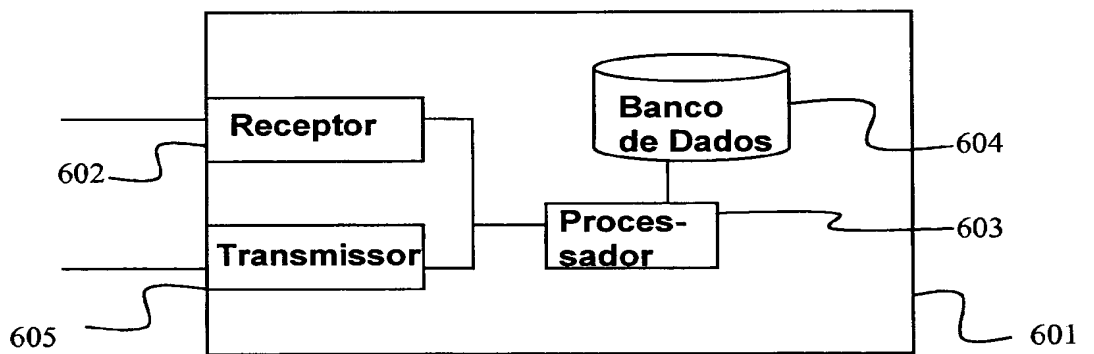 Receptor
602
Transmissor
605
Banco
de Dados
604
Proces-
sador
603
601